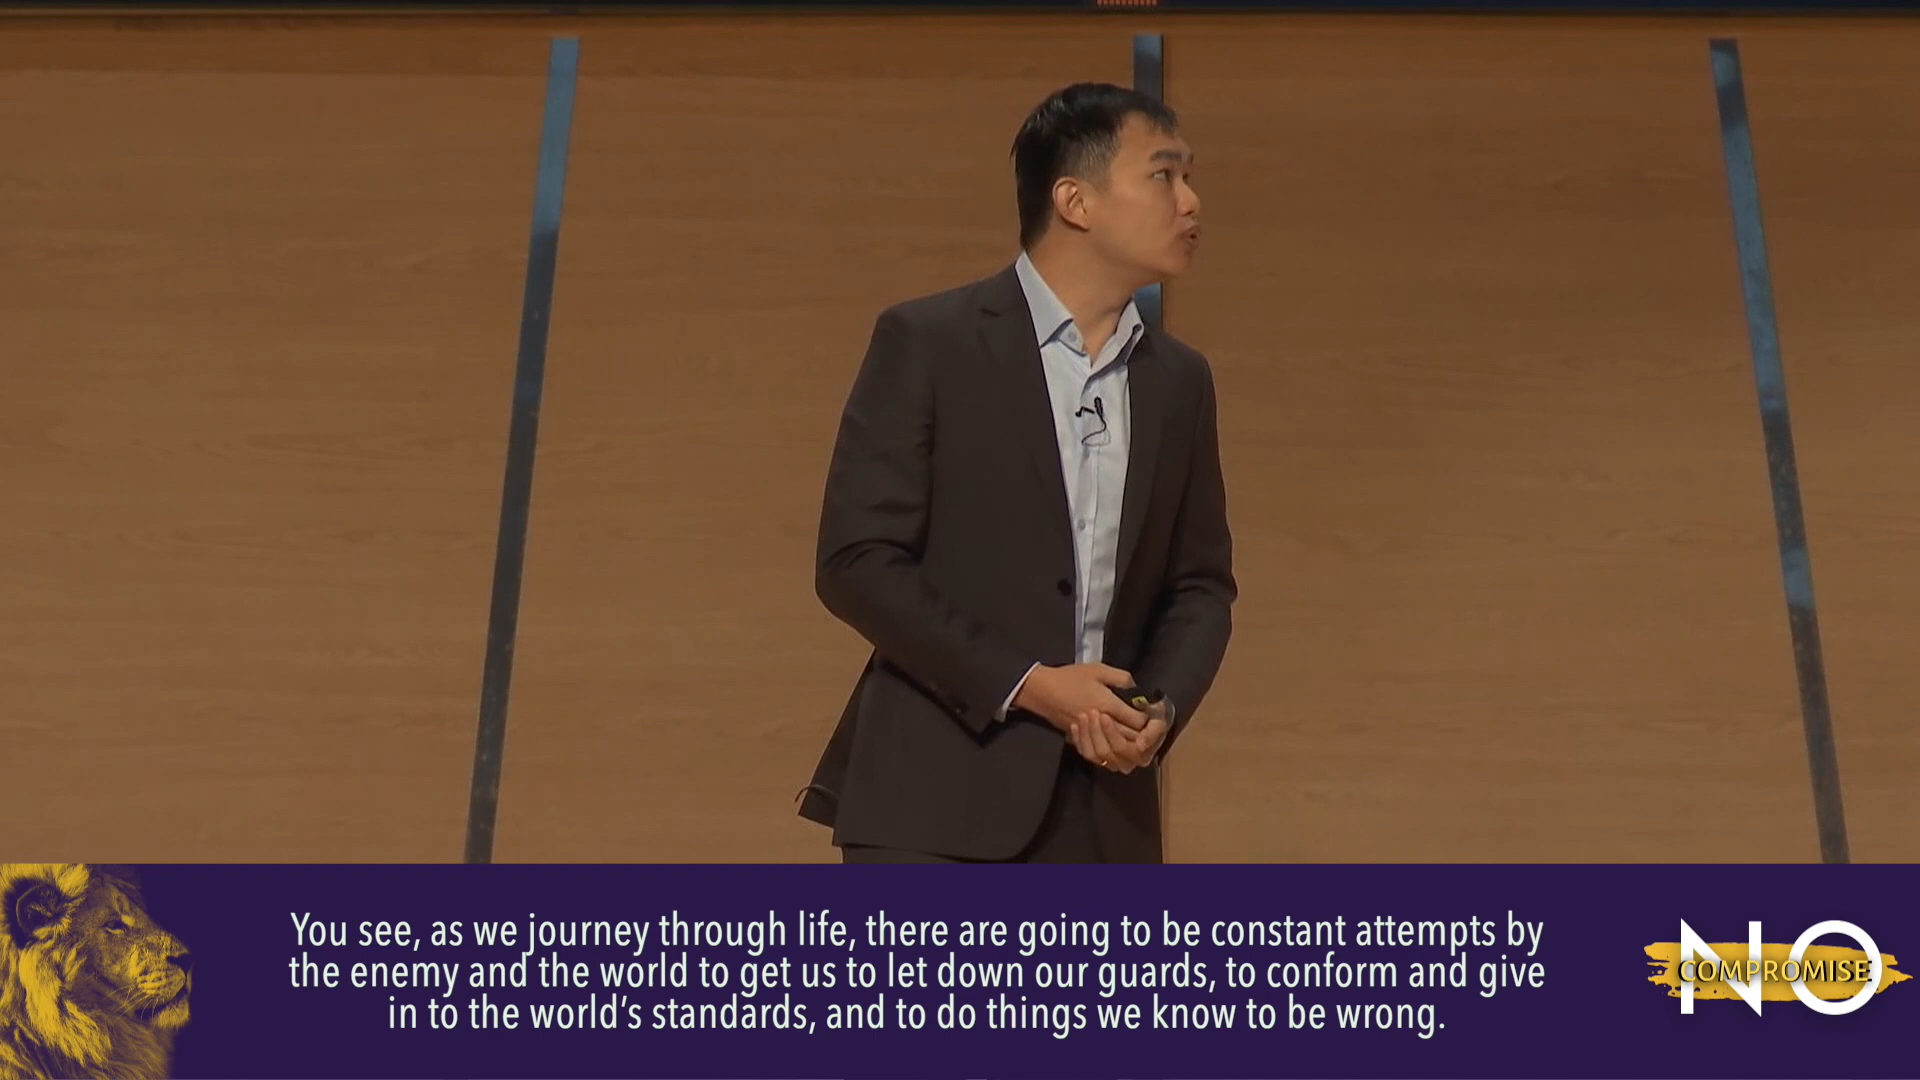 You see, as we journey through life, there are going to be constant attempts by
the enemy and the world to get us to let down our guards, to conform and give
in to the world's standards, and to do things we know to be wrong.
NO
COMPROMISE